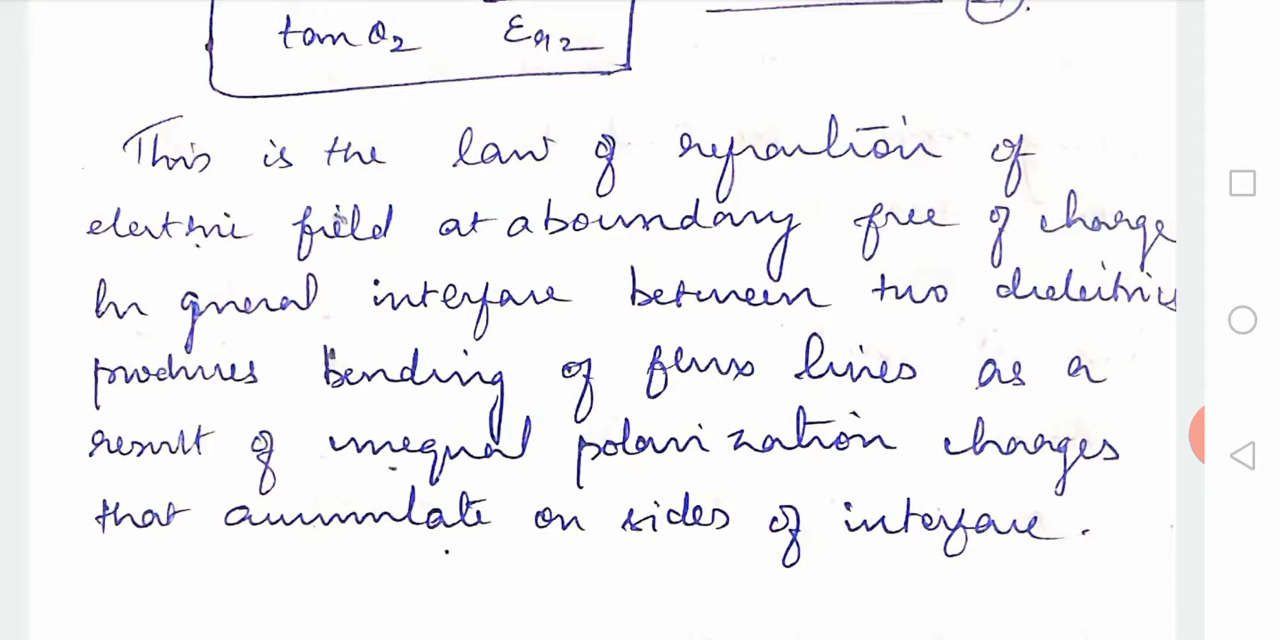 tan θ₂ εr₂
This is the law of refraction of
electric field at a boundary free of charge
In general interface between two dielectrics
produces bending of flux lines as a
result of unequal polarization charges
that accumulate on sides of interface.